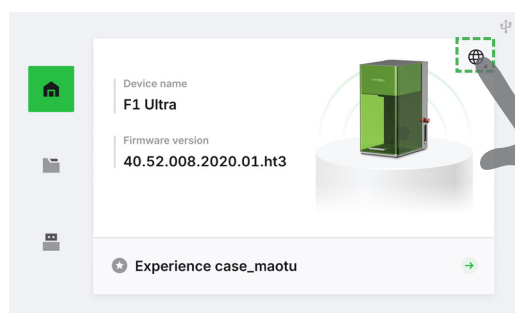 Device name
F1 Ultra
Firmware version
40.52.008.2020.01.ht3
Experience case_maotu